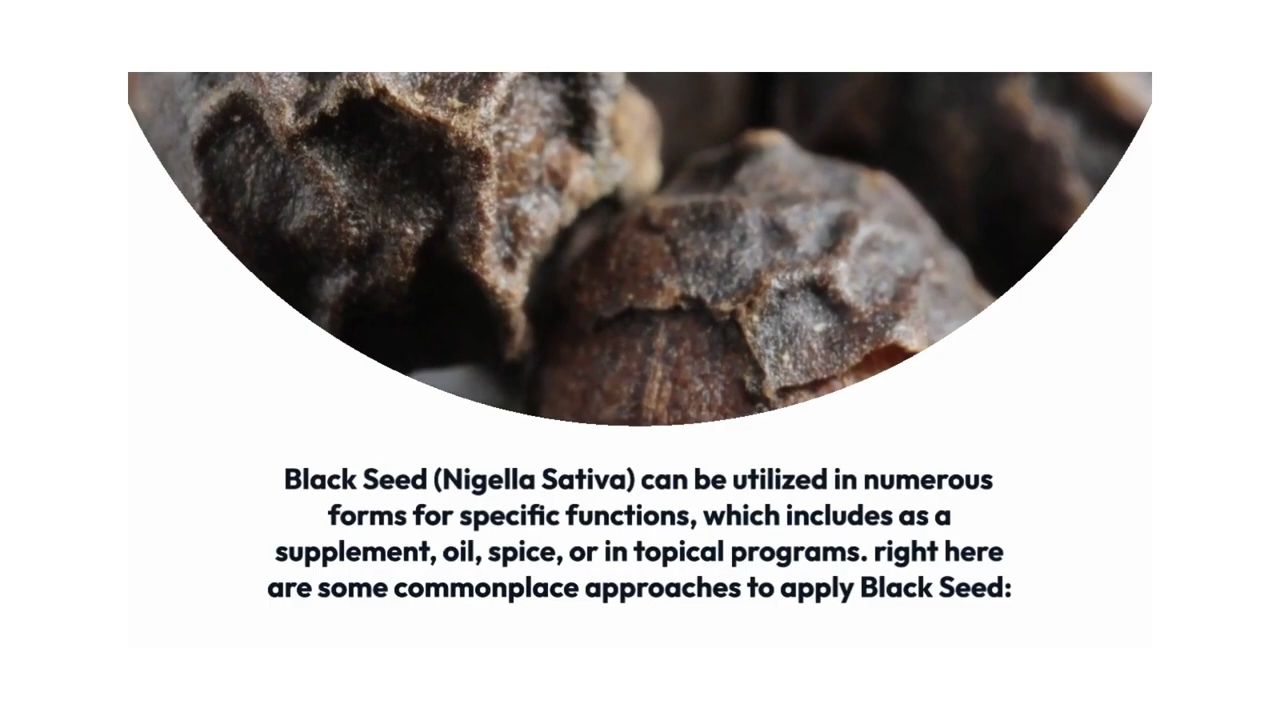 Black Seed (Nigella Sativa) can be utilized in numerous
forms for specific functions, which includes as a
supplement, oil, spice, or in topical programs. right here
are some commonplace approaches to apply Black Seed: